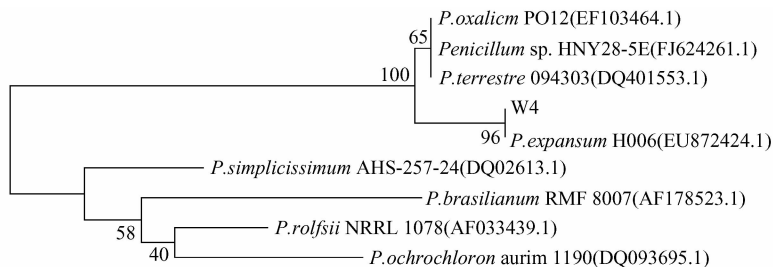 P.oxalicm PO12(EF103464.1)
65
Penicillum sp. HNY28-5E(FJ624261.1)
100
P.terrestre 094303(DQ401553.1)
W4
96
P.expansum H006(EU872424.1)
P.simplicissimum AHS-257-24(DQ02613.1)
P.brasilianum RMF 8007(AF178523.1)
58
P.rolfsii NRRL 1078(AF033439.1)
40
P.ochrochloron aurim 1190(DQ093695.1)